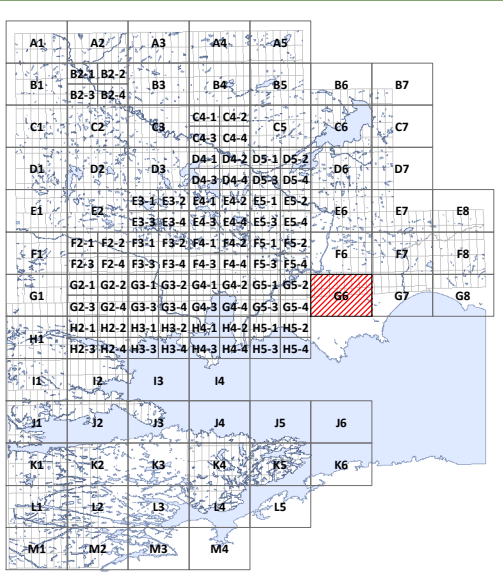 A1 A2 A3 A4 A5
B2-1 B2-2
B1 B3 B4 B5 B6 B7
B2-3 B2-4
C4-1 C4-2
C1 C2 C3 C5 C6 C7
C4-3 C4-4
D4-1 D4-2 D5-1 D5-2
D1 D2 D3 D6 D7
D4-3 D4-4 D5-3 D5-4
E3-1 E3-2 E4-1 E4-2 E5-1 E5-2
E1 E2 E6 E7 E8
E3-3 E3-4 E4-3 E4-4 E5-3 E5-4
F2-1 F2-2 F3-1 F3-2 F4-1 F4-2 F5-1 F5-2
F1 F6 F7 F8
F2-3 F2-4 F3-3 F3-4 F4-3 F4-4 F5-3 F5-4
G2-1 G2-2 G3-1 G3-2 G4-1 G4-2 G5-1 G5-2
G1 G6 G7 G8
G2-3 G2-4 G3-3 G3-4 G4-3 G4-4 G5-3 G5-4
H2-1 H2-2 H3-1 H3-2 H4-1 H4-2 H5-1 H5-2
H1
H2-3 H2-4 H3-3 H3-4 H4-3 H4-4 H5-3 H5-4
I1 I2 I3 I4
J1 J2 J3 J4 J5 J6
K1 K2 K3 K4 K5 K6
L1 L2 L3 L4 L5
M1 M2 M3 M4